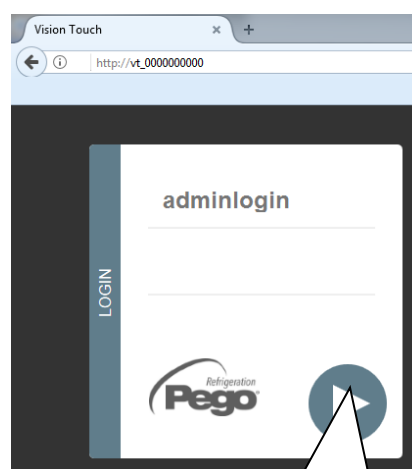 Vision Touch
http://vt_0000000000
adminlogin
LOGIN
Refrigeration
Pego